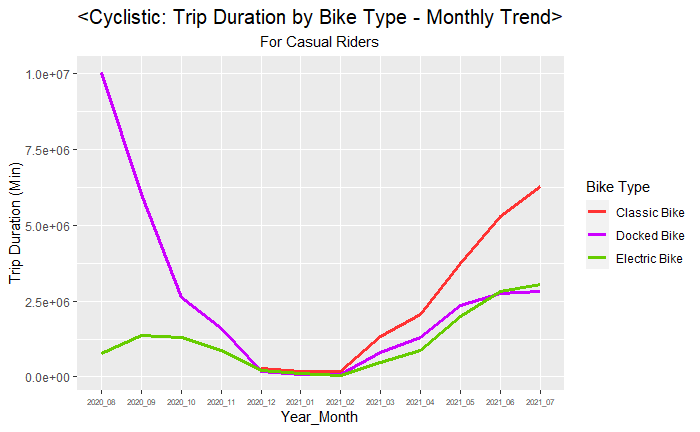 <Cyclistic: Trip Duration by Bike Type - Monthly Trend>
For Casual Riders
Trip Duration (Min)
1.0e+07
7.5e+06
5.0e+06
2.5e+06
0.0e+00
2020_08 2020_09 2020_10 2020_11 2020_12 2021_01 2021_02 2021_03 2021_04 2021_05 2021_06 2021_07
Year_Month
Bike Type
Classic Bike
Docked Bike
Electric Bike